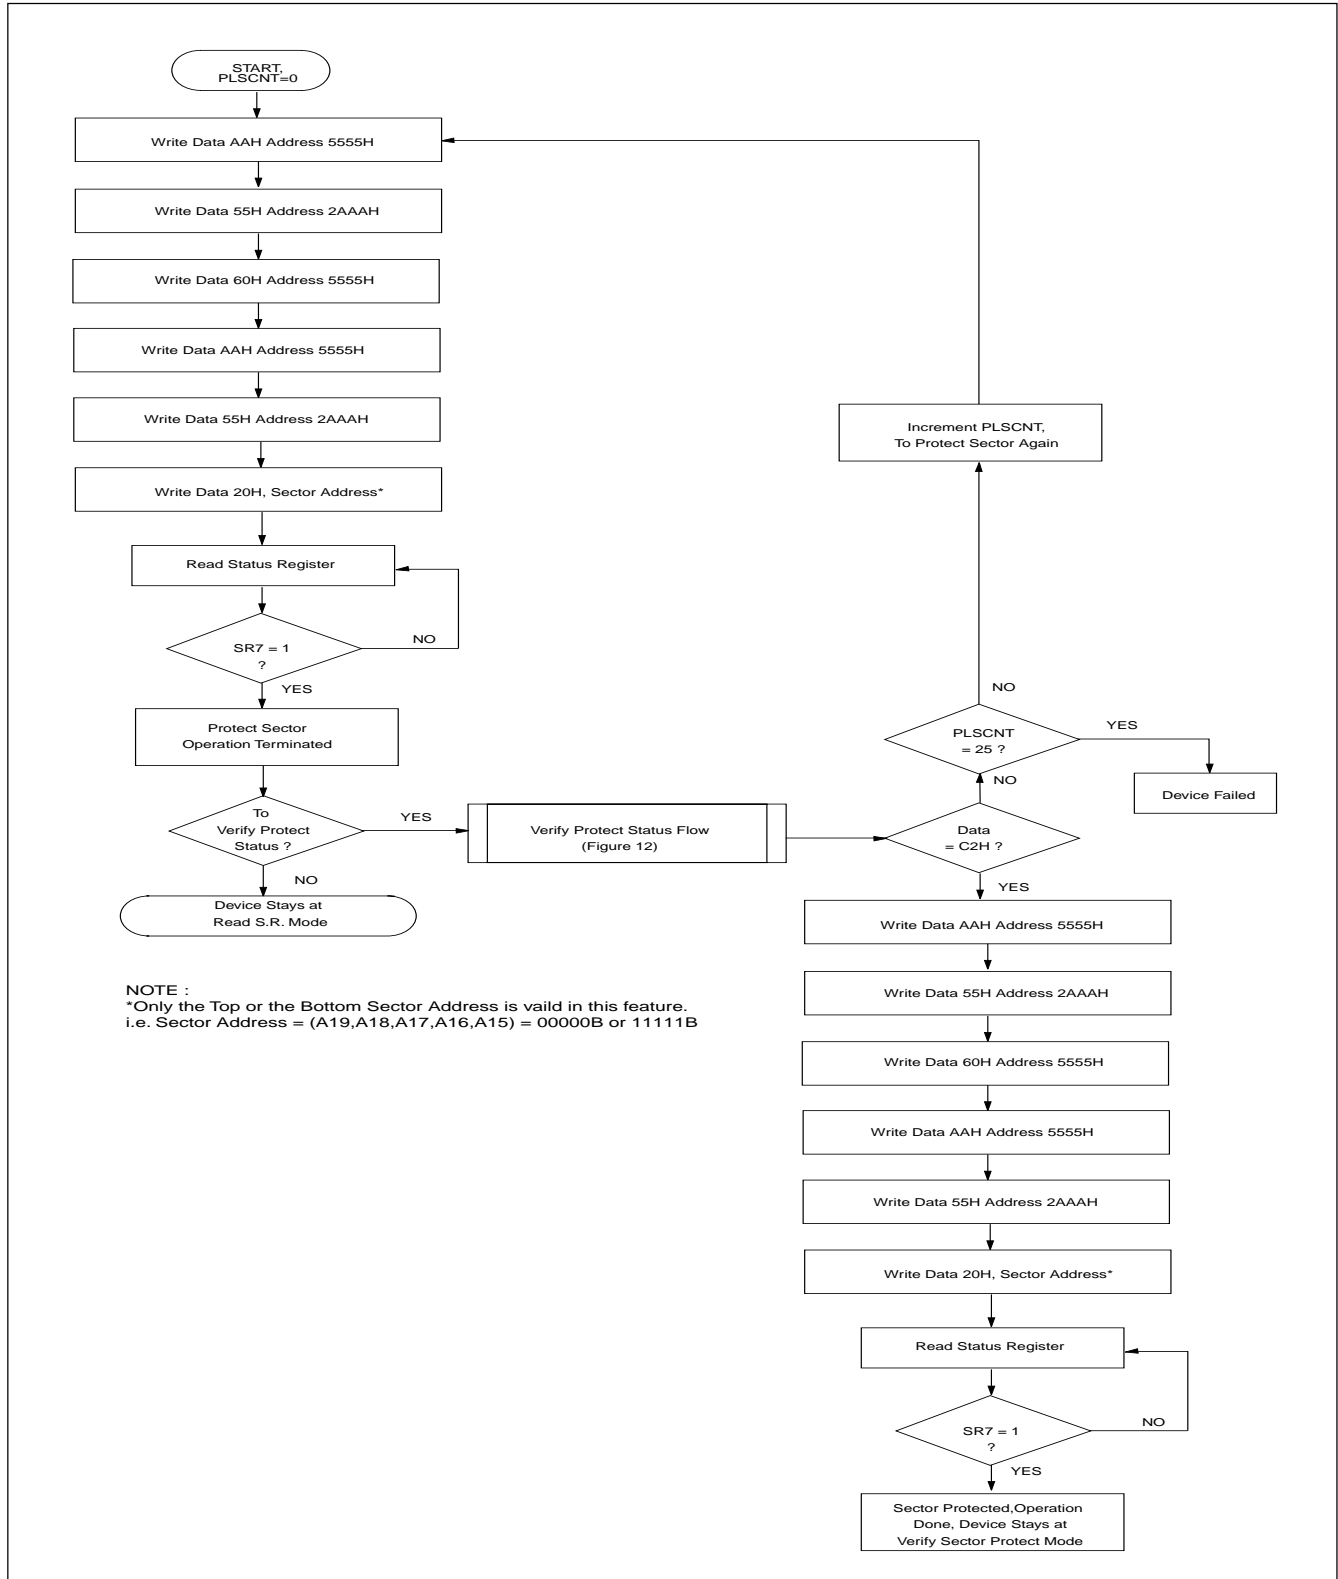 START,
PLSCNT=0
Write Data AAH Address 5555H
Write Data 55H Address 2AAAH
Write Data 60H Address 5555H
Write Data AAH Address 5555H
Write Data 55H Address 2AAAH
Write Data 20H, Sector Address*
Read Status Register
NO
SR7 = 1
?
YES
Protect Sector
Operation Terminated
To
Verify Protect
Status ?
YES
NO
Device Stays at
Read S.R. Mode
Verify Protect Status Flow
(Figure 12)
Increment PLSCNT,
To Protect Sector Again
NO
PLSCNT
= 25 ?
YES
Device Failed
NO
Data
= C2H ?
YES
Write Data AAH Address 5555H
Write Data 55H Address 2AAAH
Write Data 60H Address 5555H
Write Data AAH Address 5555H
Write Data 55H Address 2AAAH
Write Data 20H, Sector Address*
Read Status Register
NO
SR7 = 1
?
YES
Sector Protected,Operation
Done, Device Stays at
Verify Sector Protect Mode
NOTE :
*Only the Top or the Bottom Sector Address is vaild in this feature.
i.e. Sector Address = (A19,A18,A17,A16,A15) = 00000B or 11111B